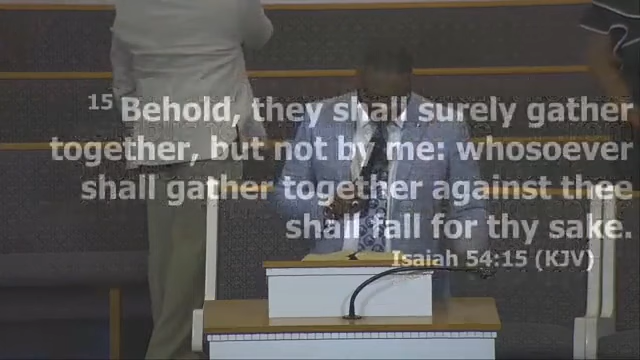 15 Behold, they shall surely gather
together, but not by me: whosoever
shall gather together against thee
shall fall for thy sake.
Isaiah 54:15 (KJV)